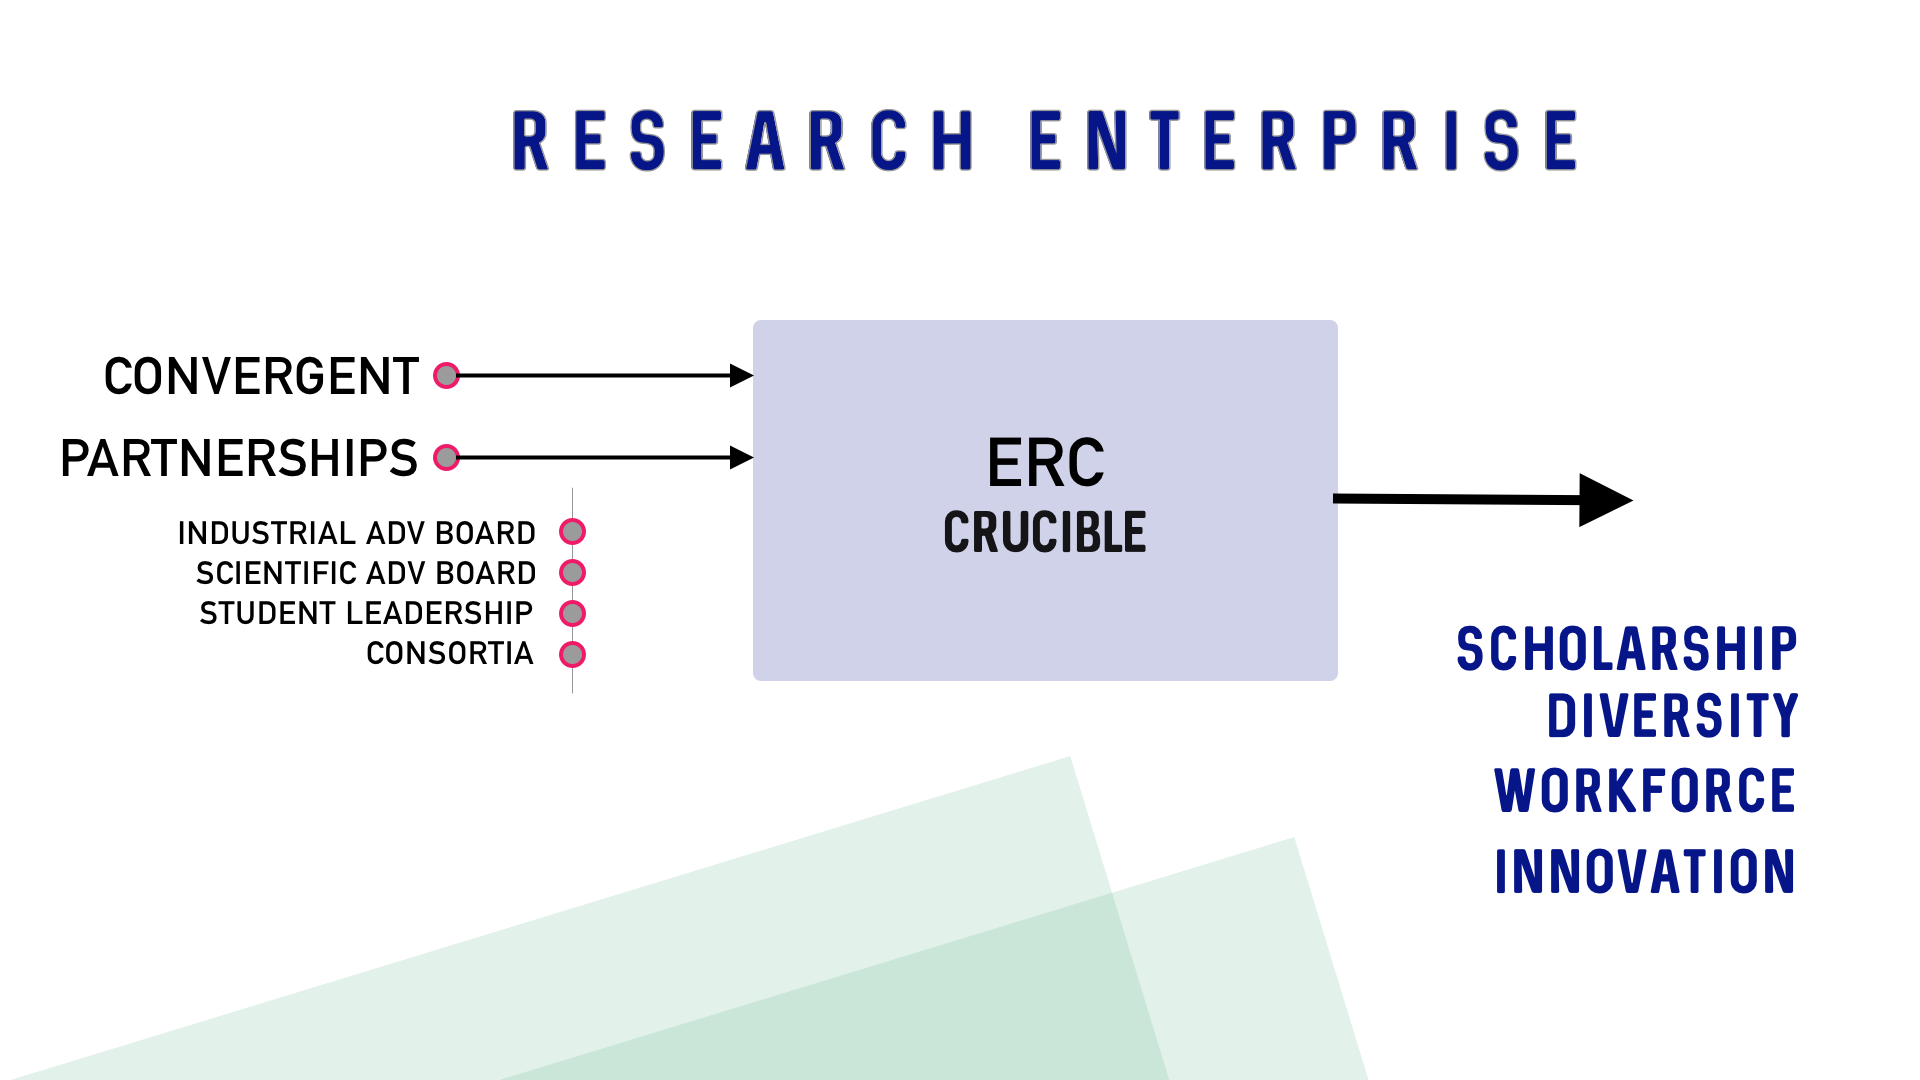 RESEARCH ENTERPRISE
CONVERGENT
PARTNERSHIPS
INDUSTRIAL ADV BOARD
SCIENTIFIC ADV BOARD
STUDENT LEADERSHIP
CONSORTIA
ERC
CRUCIBLE
SCHOLARSHIP
DIVERSITY
WORKFORCE
INNOVATION